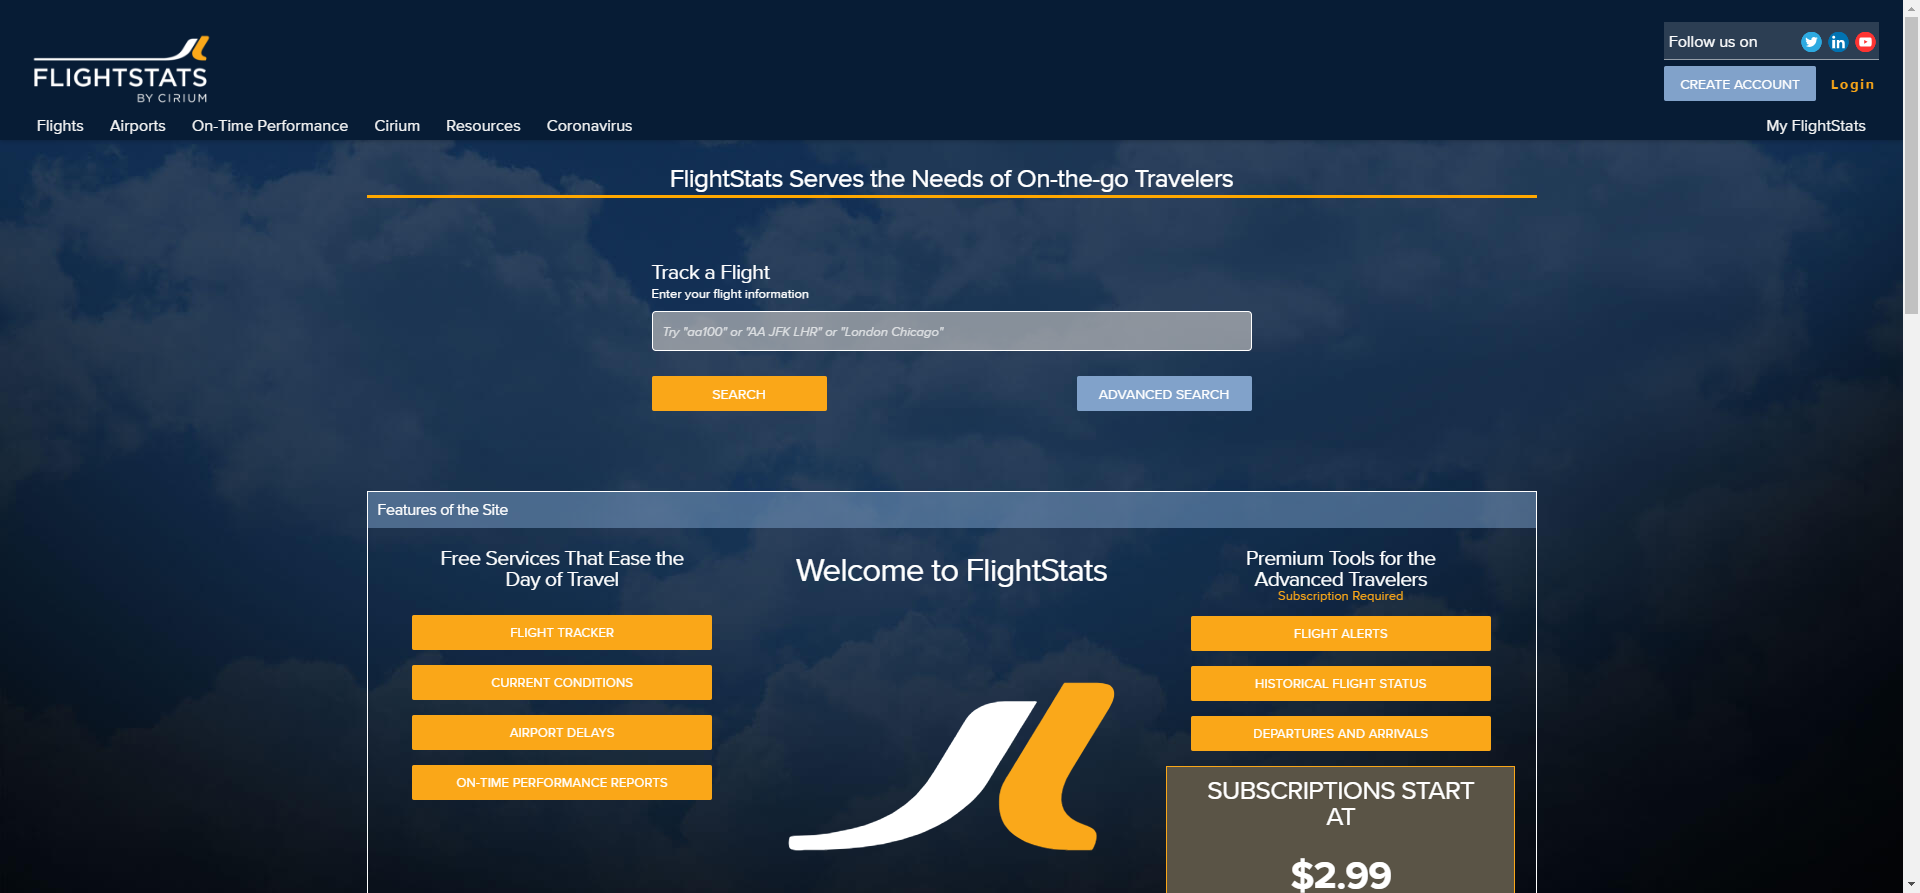 FLIGHTSTATS
BY CIRIUM
Follow us on
in
CREATE ACCOUNT
Login
Flights
Airports
On-Time Performance
Cirium
Resources
Coronavirus
My FlightStats
FlightStats Serves the Needs of On-the-go Travelers
Track a Flight
Enter your flight information
Try "aa100" or "AA JFK LHR" or "London Chicago"
SEARCH
ADVANCED SEARCH
Features of the Site
Free Services That Ease the
Day of Travel
FLIGHT TRACKER
CURRENT CONDITIONS
AIRPORT DELAYS
ON-TIME PERFORMANCE REPORTS
Welcome to FlightStats
Premium Tools for the
Advanced Travelers
Subscription Required
FLIGHT ALERTS
HISTORICAL FLIGHT STATUS
DEPARTURES AND ARRIVALS
SUBSCRIPTIONS START
AT
$2.99